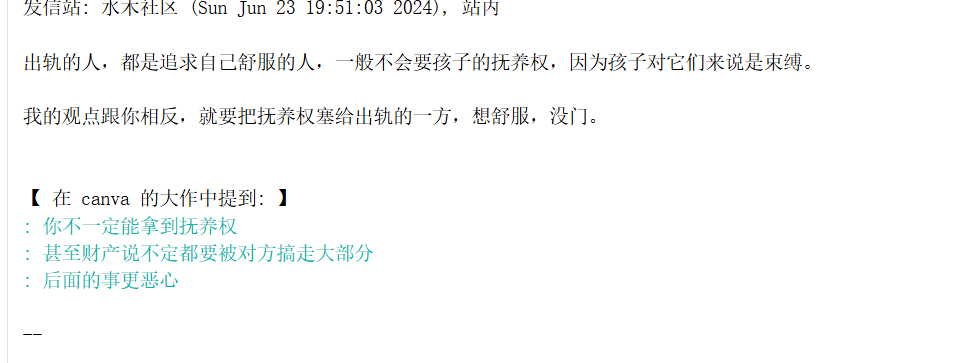 发信站: 水木社区 (Sun Jun 23 19:51:03 2024), 站内
出轨的人，都是追求自己舒服的人，一般不会要孩子的抚养权，因为孩子对它们来说是束缚。
我的观点跟你相反，就要把抚养权塞给出轨的一方，想舒服，没门。
【 在 canva 的大作中提到: 】
: 你不一定能拿到抚养权
: 甚至财产说不定都要被对方搞走大部分
: 后面的事更恶心
--